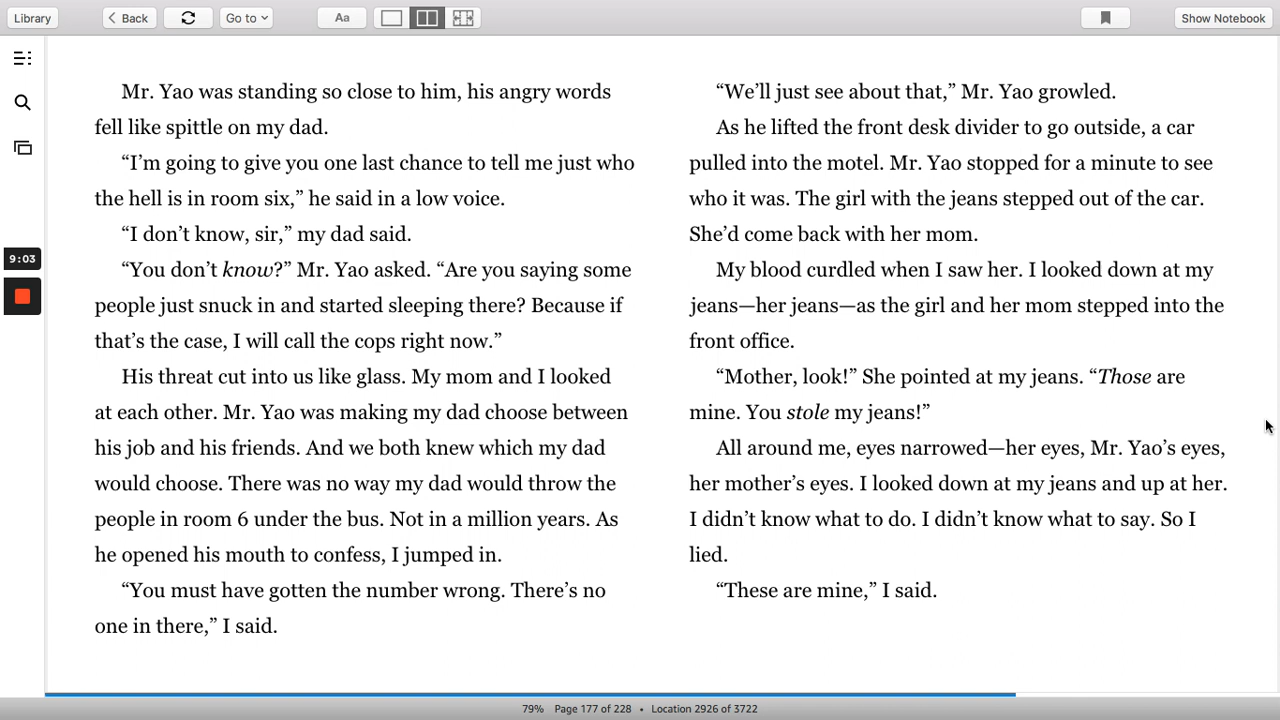 Library
Back
Go to
Aa
Show Notebook
Mr. Yao was standing so close to him, his angry words
fell like spittle on my dad.
“I’m going to give you one last chance to tell me just who
the hell is in room six,” he said in a low voice.
“I don’t know, sir,” my dad said.
“You don’t know?” Mr. Yao asked. “Are you saying some
people just snuck in and started sleeping there? Because if
that’s the case, I will call the cops right now.”
His threat cut into us like glass. My mom and I looked
at each other. Mr. Yao was making my dad choose between
his job and his friends. And we both knew which my dad
would choose. There was no way my dad would throw the
people in room 6 under the bus. Not in a million years. As
he opened his mouth to confess, I jumped in.
“You must have gotten the number wrong. There’s no
one in there,” I said.
“We’ll just see about that,” Mr. Yao growled.
As he lifted the front desk divider to go outside, a car
pulled into the motel. Mr. Yao stopped for a minute to see
who it was. The girl with the jeans stepped out of the car.
She’d come back with her mom.
My blood curdled when I saw her. I looked down at my
jeans—her jeans—as the girl and her mom stepped into the
front office.
“Mother, look!” She pointed at my jeans. “Those are
mine. You stole my jeans!”
All around me, eyes narrowed—her eyes, Mr. Yao’s eyes,
her mother’s eyes. I looked down at my jeans and up at her.
I didn’t know what to do. I didn’t know what to say. So I
lied.
“These are mine,” I said.
9:03
79% Page 177 of 228 • Location 2926 of 3722